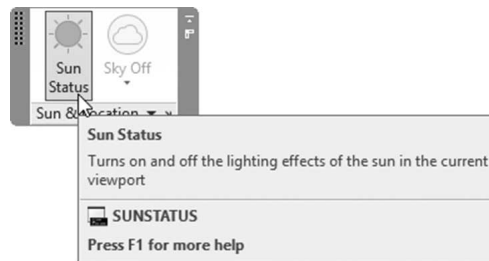 Sun Status
Sky Off
Sun & Location
Sun Status
Turns on and off the lighting effects of the sun in the current
viewport
SUNSTATUS
Press F1 for more help